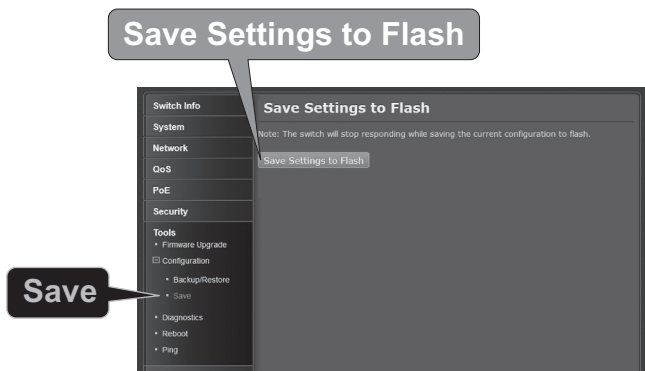 Save Settings to Flash
Switch Info
System
Network
QoS
PoE
Security
Tools
• Firmware Upgrade
Configuration
• Backup/Restore
• Save
• Diagnostics
• Reboot
• Ping
Save Settings to Flash
Note: The switch will stop responding while saving the current configuration to flash.
Save Settings to Flash
Save